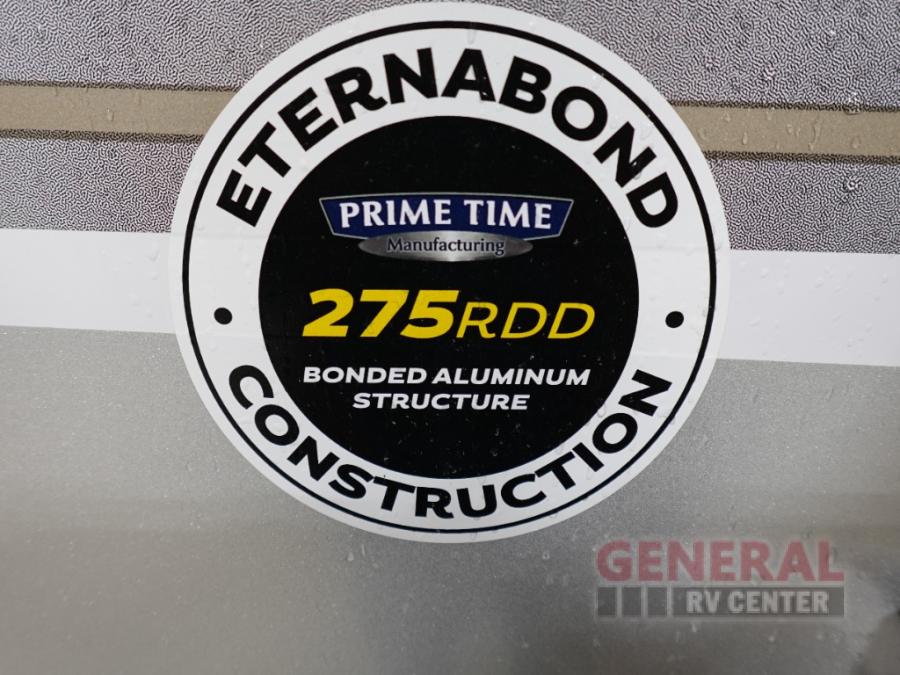 ETERNABOND
PRIME TIME
Manufacturing
275RDD
BONDED ALUMINUM
STRUCTURE
CONSTRUCTION
GENERAL
RV CENTER